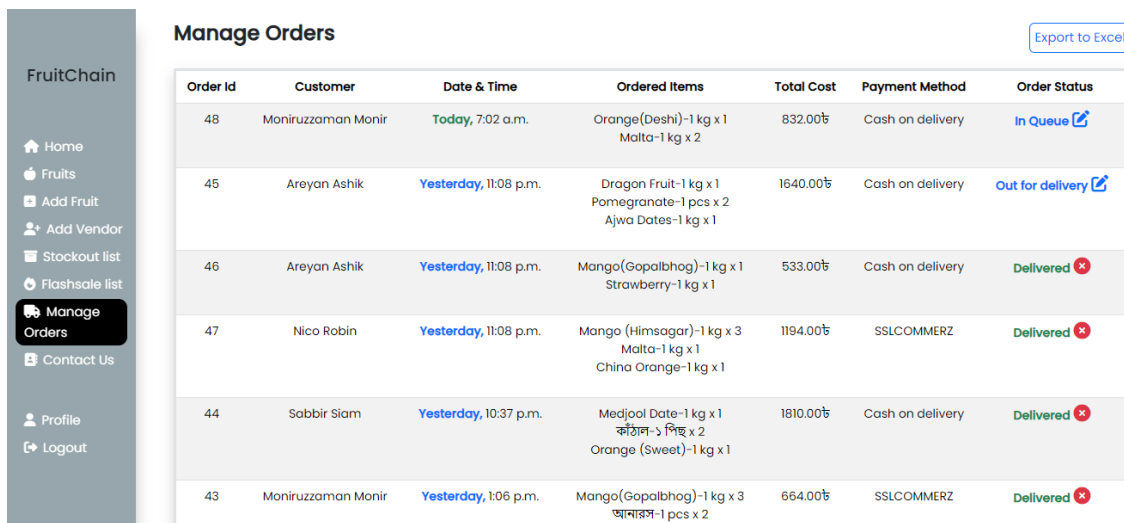 Manage Orders
Export to Excel
FruitChain
Home
Fruits
Add Fruit
Add Vendor
Stockout list
Flashsale list
Manage
Orders
Contact Us
Profile
Logout
Order Id Customer Date & Time Ordered Items Total Cost Payment Method Order Status
48 Moniruzzaman Monir Today, 7:02 a.m. Orange(Deshi)-1 kg x 1 832.00৳ Cash on delivery In Queue
Malta-1 kg x 2
45 Areyan Ashik Yesterday, 11:08 p.m. Dragon Fruit-1 kg x 1 1640.00৳ Cash on delivery Out for delivery
Pomegranate-1 pcs x 2
Ajwa Dates-1 kg x 1
46 Areyan Ashik Yesterday, 11:08 p.m. Mango(Gopalbhog)-1 kg x 1 533.00৳ Cash on delivery Delivered
Strawberry-1 kg x 1
47 Nico Robin Yesterday, 11:08 p.m. Mango (Himsagar)-1 kg x 3 1194.00৳ SSLCOMMERZ Delivered
Malta-1 kg x 1
China Orange-1 kg x 1
44 Sabbir Siam Yesterday, 10:37 p.m. Medjool Date-1 kg x 1 1810.00৳ Cash on delivery Delivered
কাঁঠাল-১ পিছ x 2
Orange (Sweet)-1 kg x 1
43 Moniruzzaman Monir Yesterday, 1:06 p.m. Mango(Gopalbhog)-1 kg x 3 664.00৳ SSLCOMMERZ Delivered
আনারস-1 pcs x 2